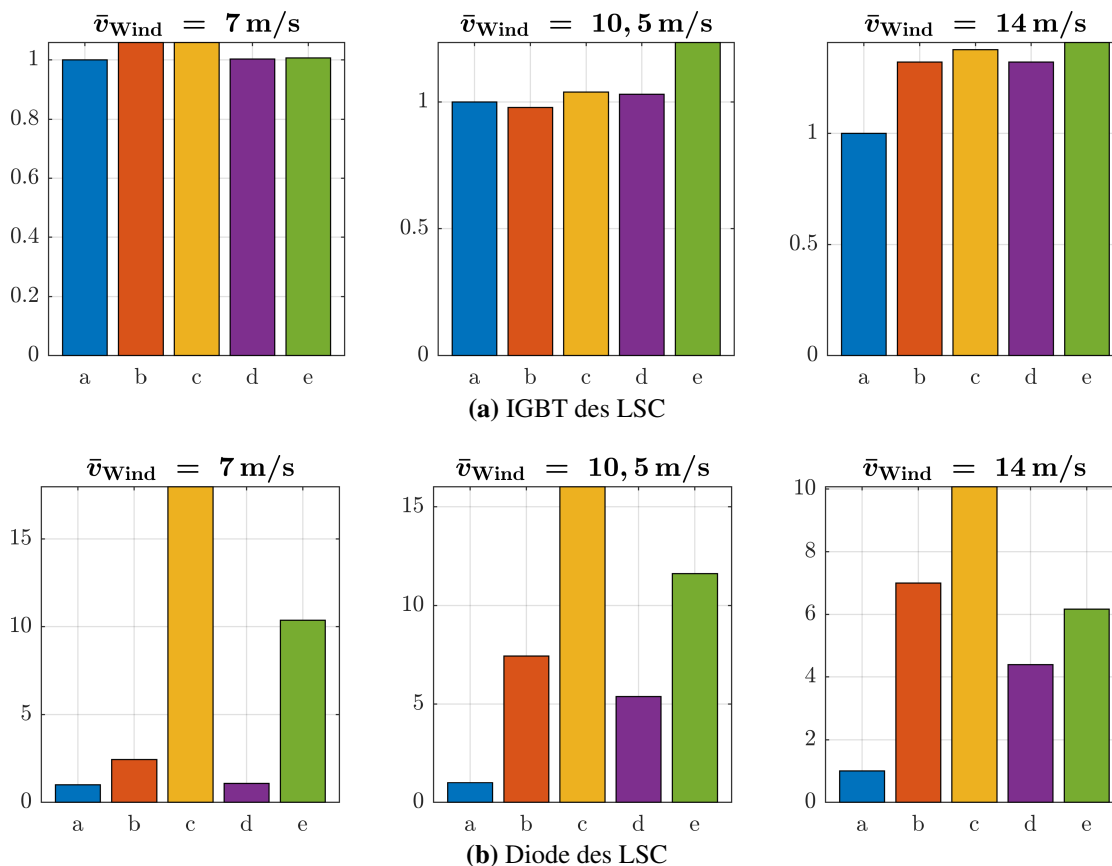 v̄Wind = 7 m/s
v̄Wind = 10, 5 m/s
v̄Wind = 14 m/s
1
0.8
0.6
0.4
0.2
0
1
0.5
0
1
0.5
0
a b c d e
a b c d e
a b c d e
(a) IGBT des LSC
v̄Wind = 7 m/s
v̄Wind = 10, 5 m/s
v̄Wind = 14 m/s
15
10
5
0
15
10
5
0
10
8
6
4
2
0
a b c d e
a b c d e
a b c d e
(b) Diode des LSC